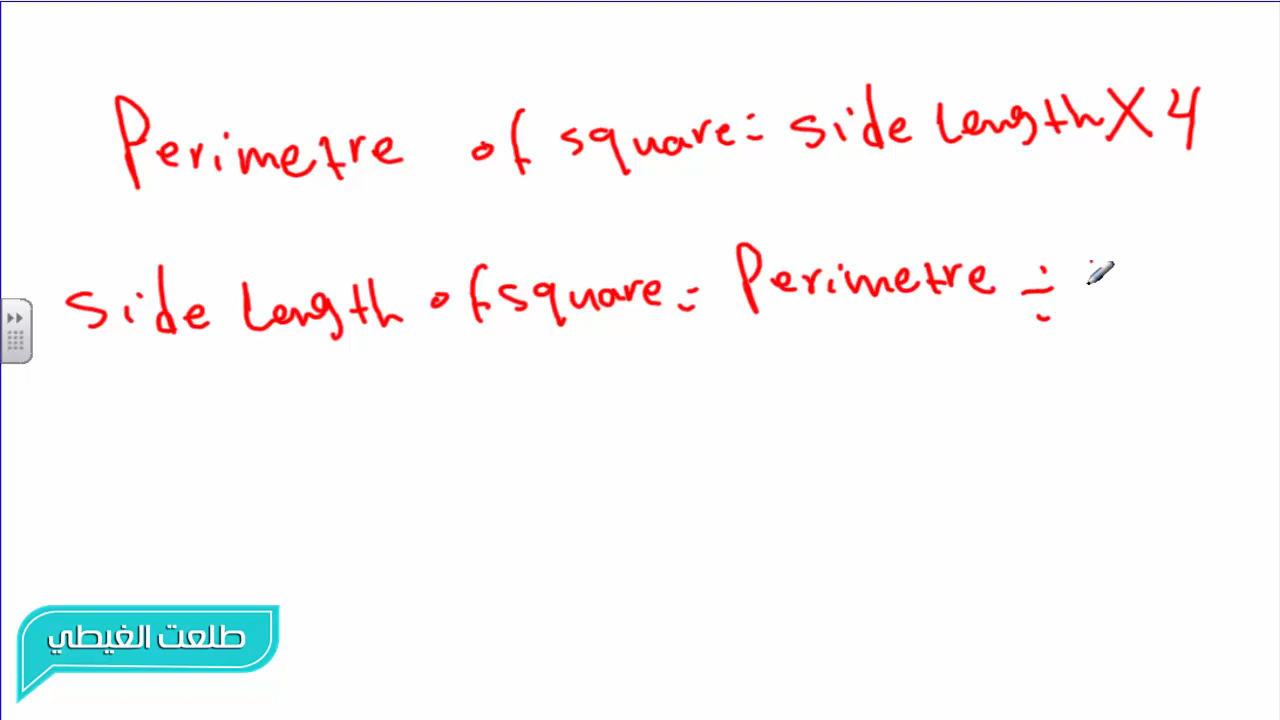 Perimetre of square = side length X 4
side length of square = Perimetre ÷
طلعت الغيطي